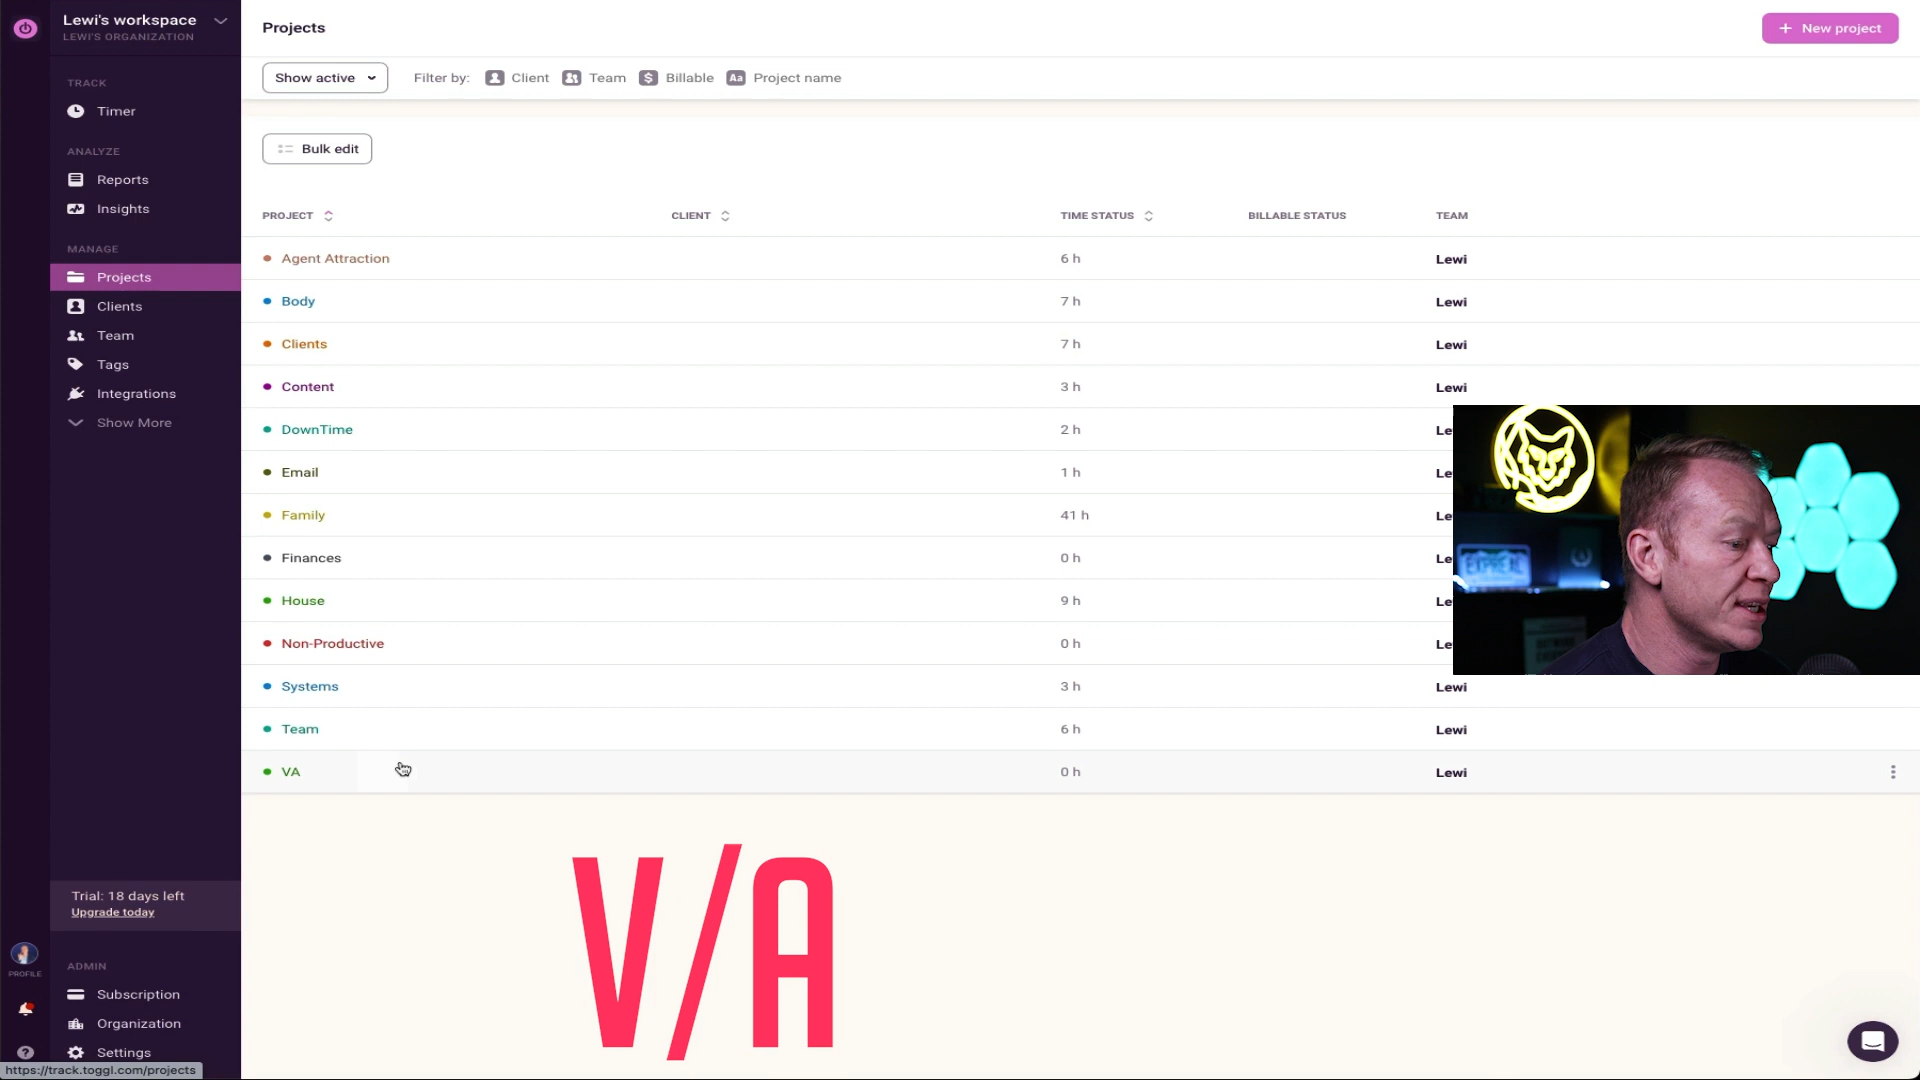 Lewi's workspace
LEWI'S ORGANIZATION
TRACK
Timer
ANALYZE
Reports
Insights
MANAGE
Projects
Clients
Team
Tags
Integrations
Show More
Trial: 18 days left
Upgrade today
PROFILE
ADMIN
Subscription
Organization
Settings
https://track.toggl.com/projects
Projects
+ New project
Show active
Filter by: Client Team $ Billable Aa Project name
Bulk edit
PROJECT CLIENT TIME STATUS BILLABLE STATUS TEAM
Agent Attraction 6 h Lewi
Body 7 h Lewi
Clients 7 h Lewi
Content 3 h Lewi
DownTime 2 h Le
Email 1 h Le
Family 41 h Le
Finances 0 h Le
House 9 h Le
Non-Productive 0 h Le
Systems 3 h Lewi
Team 6 h Lewi
VA 0 h Lewi
V/A